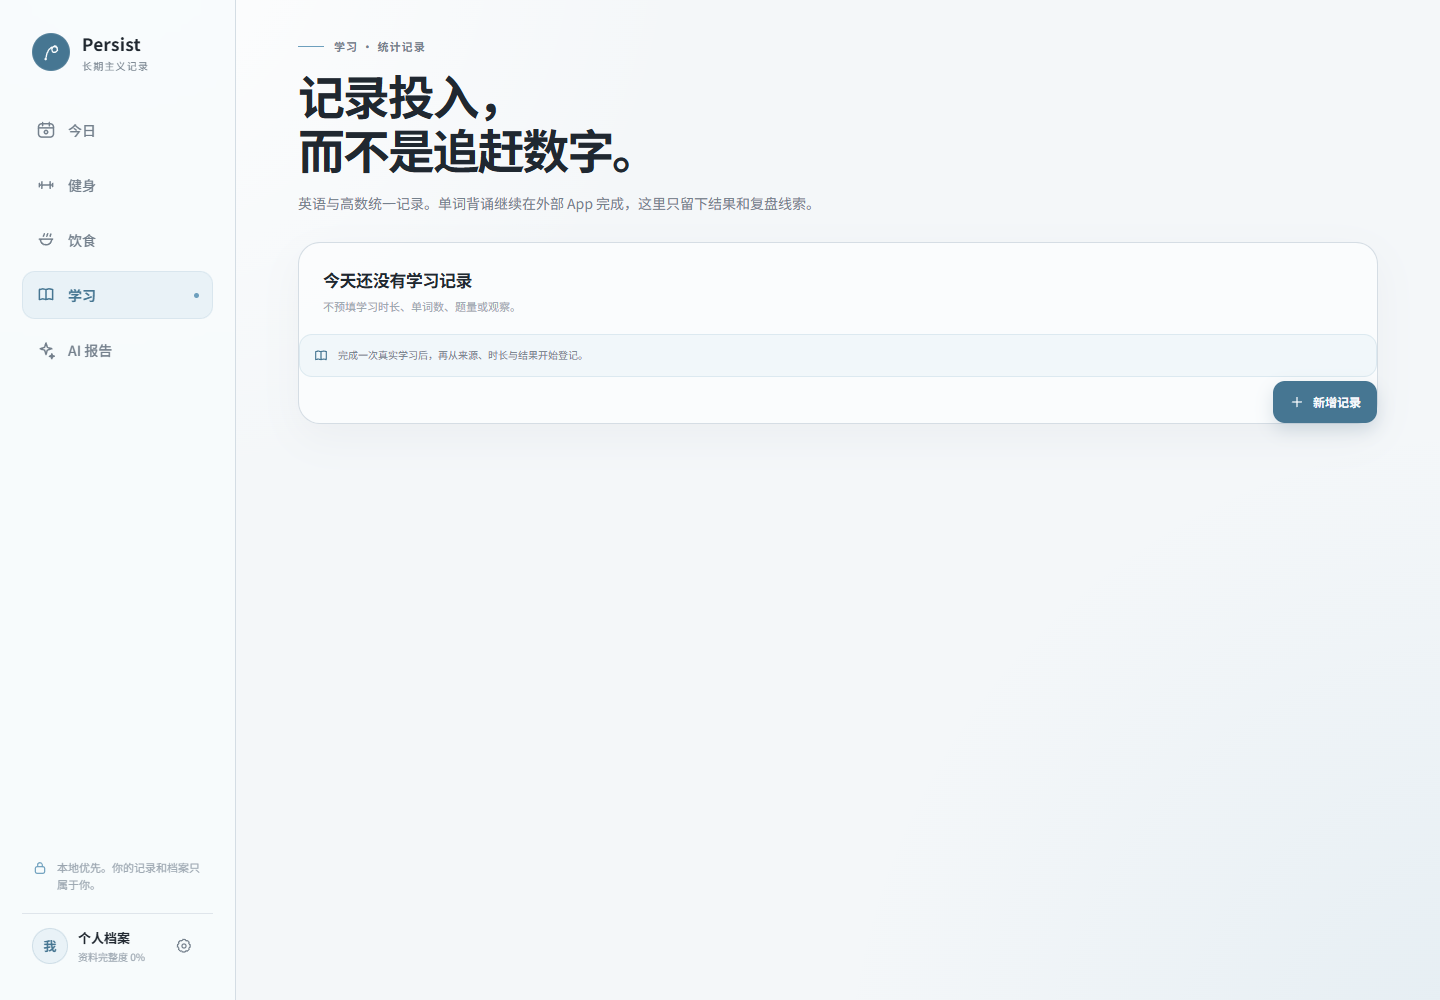 Persist
长期主义记录
今日
健身
饮食
学习
AI 报告
本地优先。你的记录和档案只
属于你。
我
个人档案
资料完整度 0%
学习 • 统计记录
记录投入，
而不是追赶数字。
英语与高数统一记录。单词背诵继续在外部 App 完成，这里只留下结果和复盘线索。
今天还没有学习记录
不预填学习时长、单词数、题量或观察。
完成一次真实学习后，再从来源、时长与结果开始登记。
新增记录